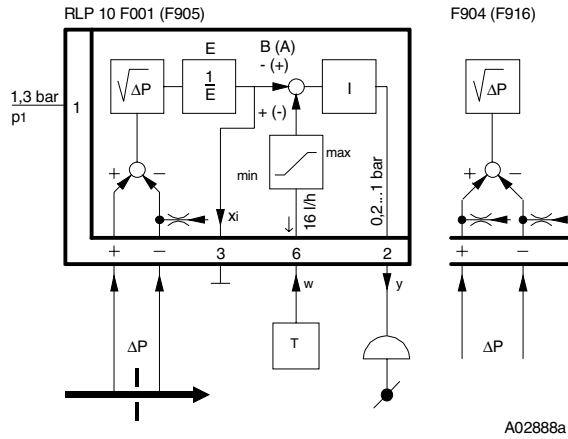 RLP 10 F001 (F905)
F904 (F916)
E
B (A)
- (+)
√ΔP
1
E
I
√ΔP
1,3 bar
p1
1
+ (-)
max
min
+
−
+
−
xi
↓
16 l/h
0,2...1 bar
+
−
3
6
2
+
−
w
y
ΔP
T
ΔP
A02888a